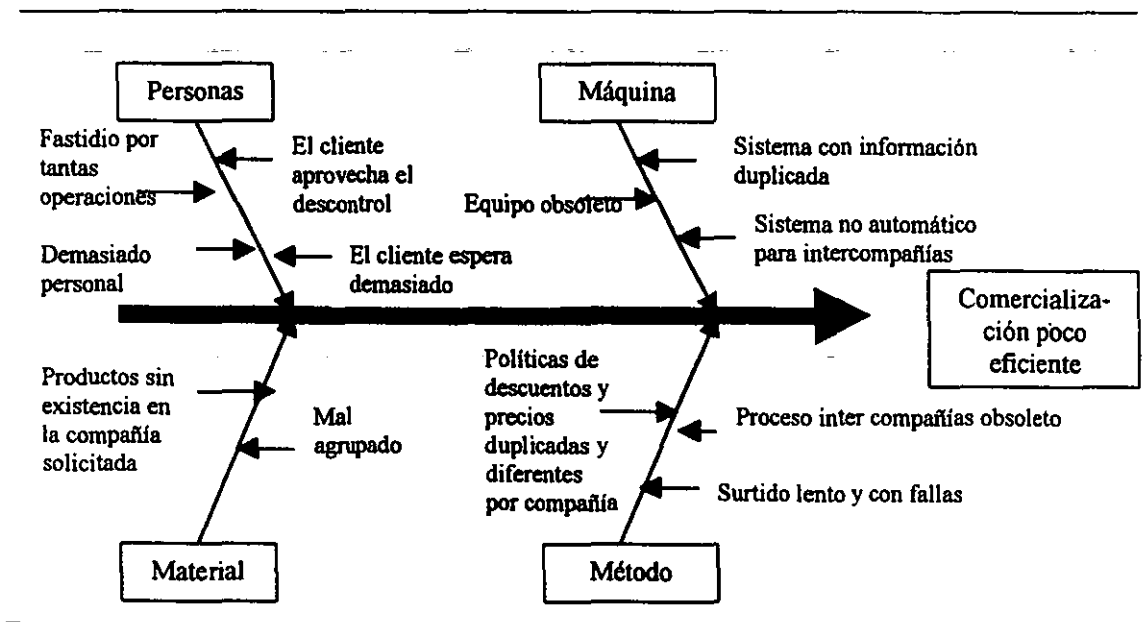 Personas
Máquina
Fastidio por
tantas
operaciones
El cliente
aprovecha el
descontrol
Sistema con información
duplicada
Equipo obsoleto
Sistema no automático
para intercompañías
Demasiado
personal
El cliente espera
demasiado
Comercializa-
ción poco
eficiente
Productos sin
existencia en
la compañía
solicitada
Mal
agrupado
Políticas de
descuentos y
precios
duplicadas y
diferentes
por compañía
Proceso inter compañías obsoleto
Surtido lento y con fallas
Material
Método